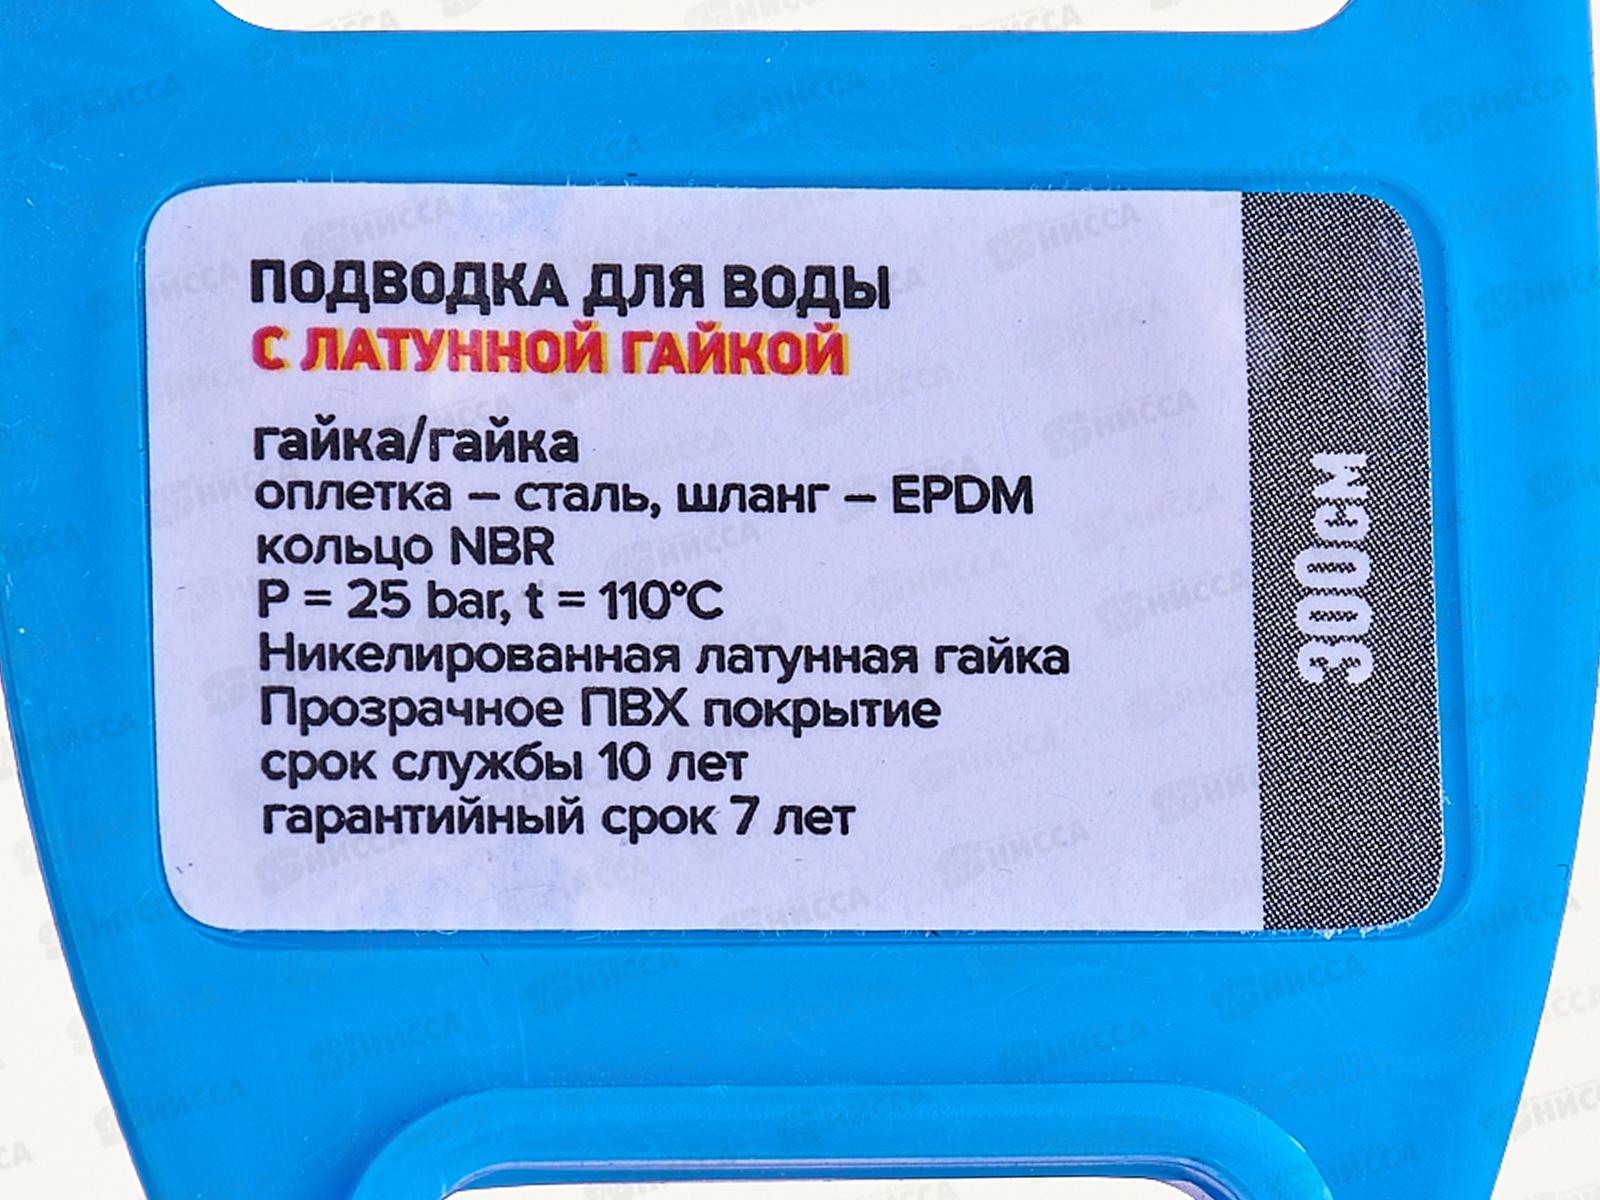 ПОДВОДКА ДЛЯ ВОДЫ
С ЛАТУННОЙ ГАЙКОЙ
гайка/гайка
оплетка – сталь, шланг – EPDM
кольцо NBR
P = 25 bar, t = 110°C
Никелированная латунная гайка
Прозрачное ПВХ покрытие
срок службы 10 лет
гарантийный срок 7 лет
300см
НИССА